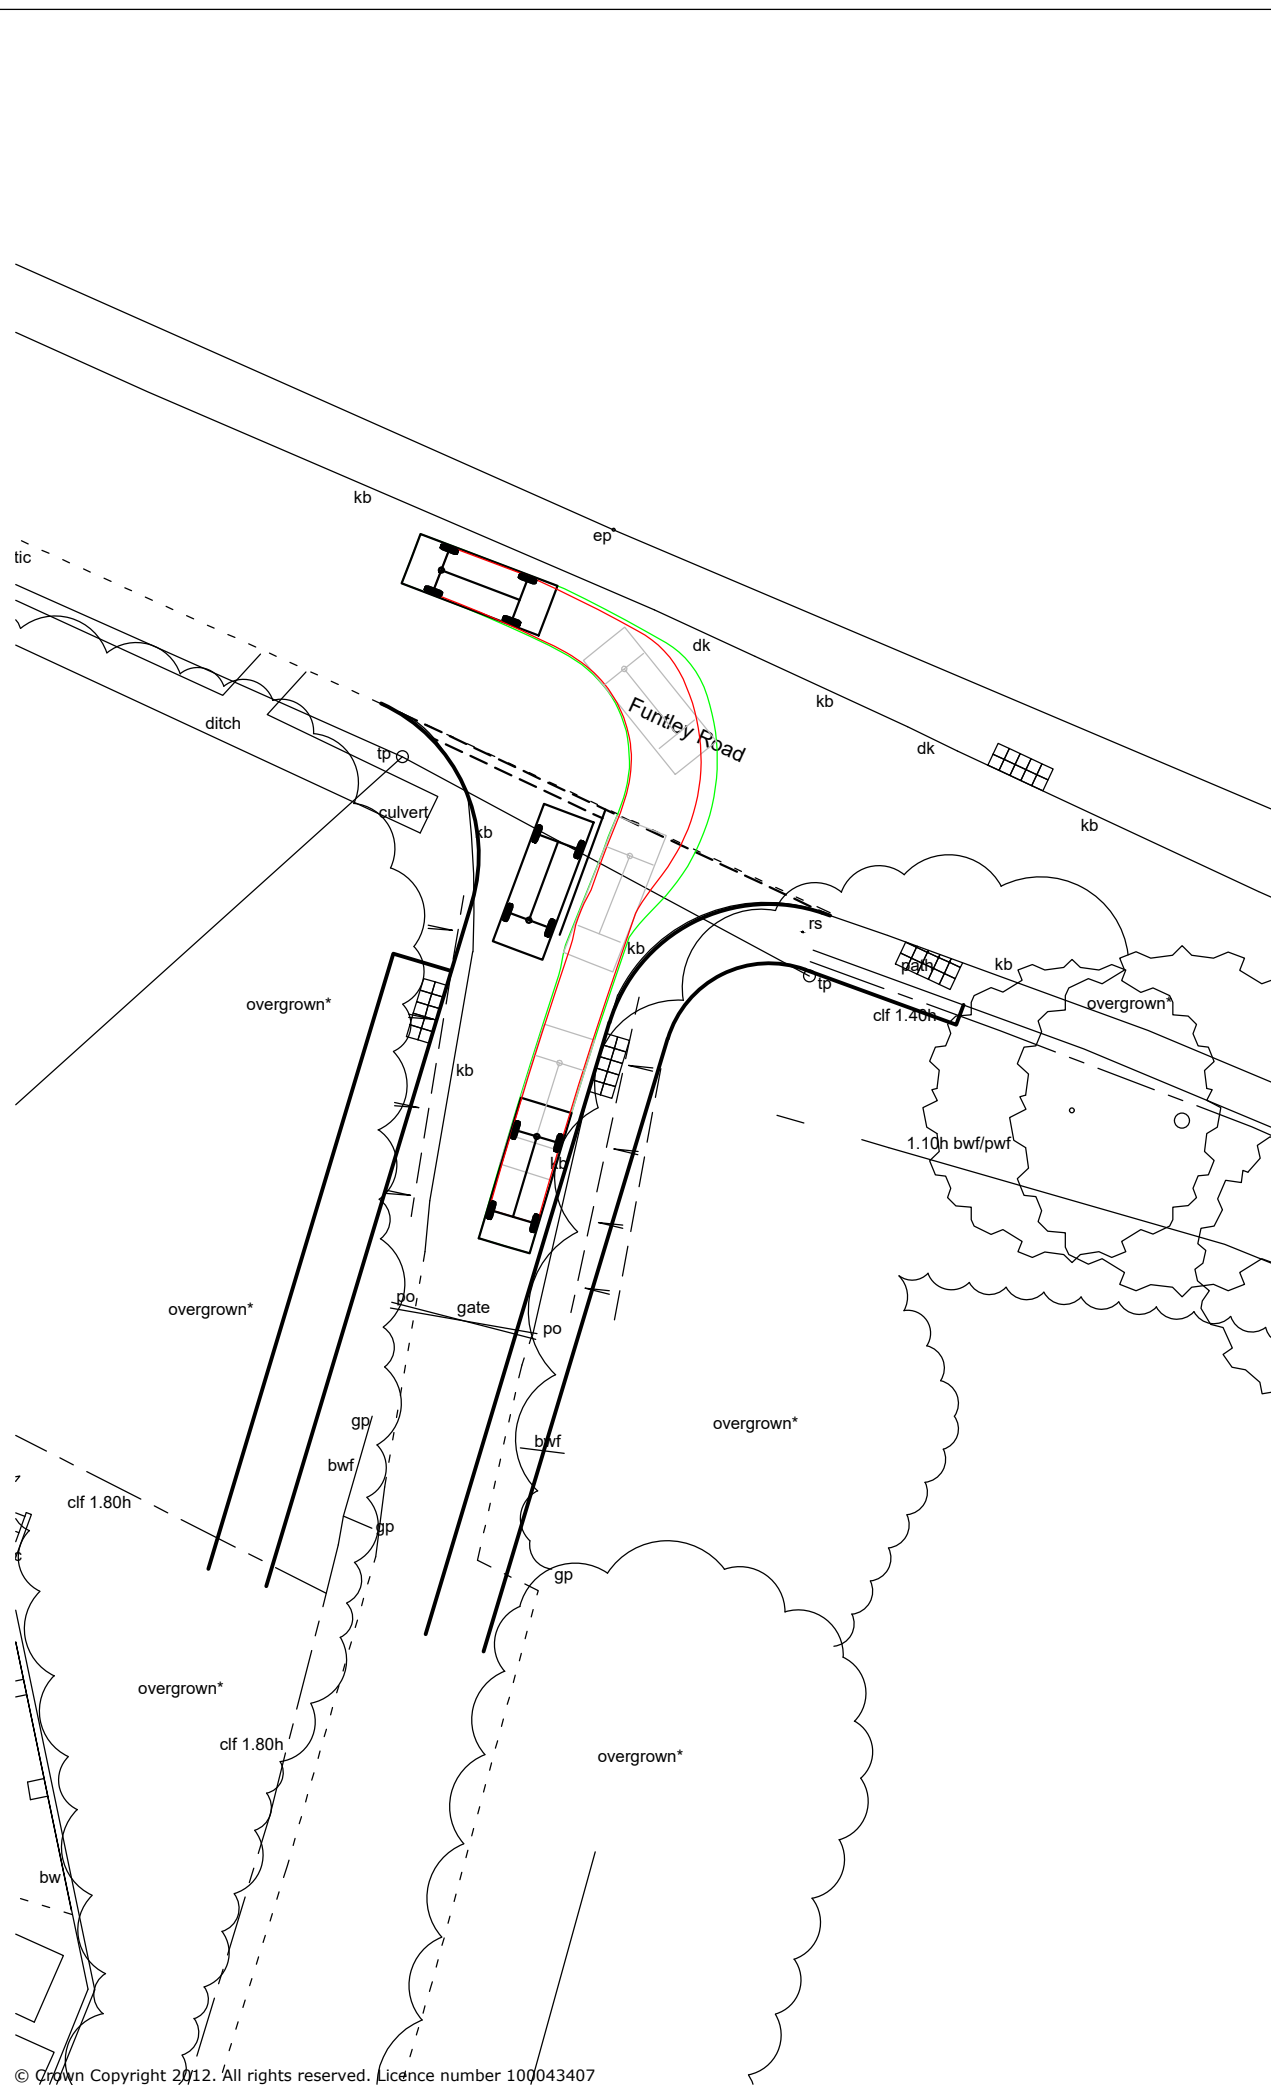 kb
ep
tic
dk
kb
Funtley Road
ditch
dk
tp
culvert
kb
kb
rs
kb
path
kb
tp
overgrown*
overgrown*
clf 1.40h
kb
1.10h bwf/pwf
kb
po
gate
overgrown*
po
gp
overgrown*
bwf
bwf
clf 1.80h
gp
gp
overgrown*
clf 1.80h
overgrown*
bw
© Crown Copyright 2012. All rights reserved. Licence number 100043407